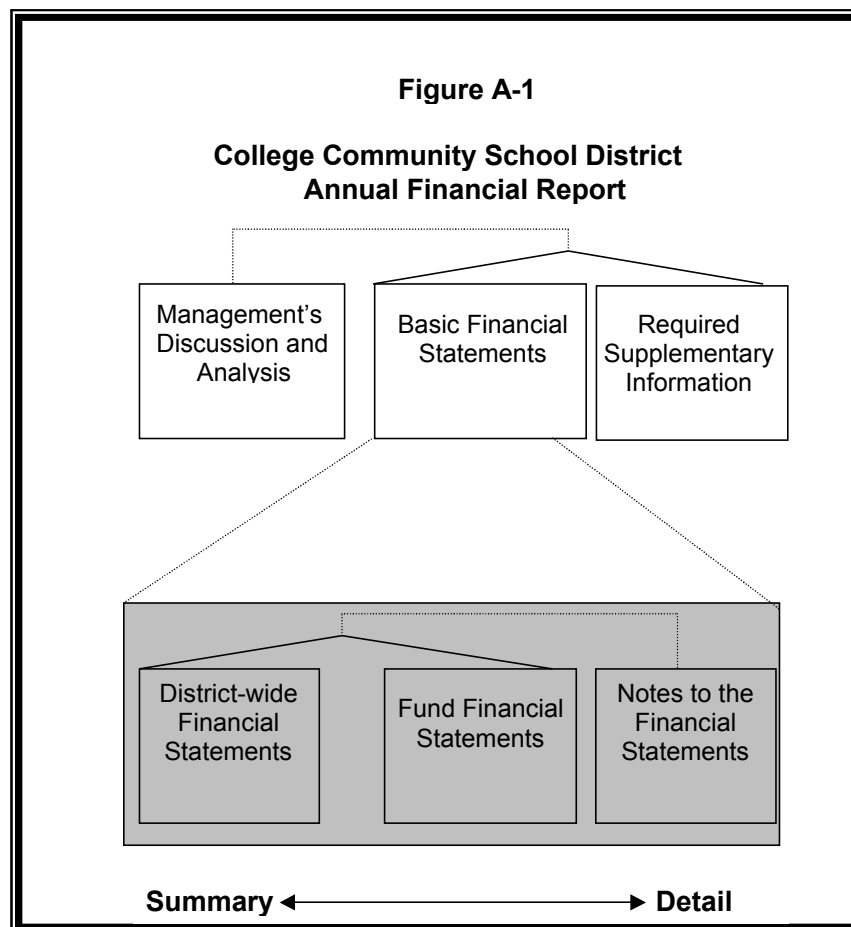 Figure A-1
College Community School District
Annual Financial Report
Management's
Discussion and
Analysis
Basic Financial
Statements
Required
Supplementary
Information
District-wide
Financial
Statements
Fund Financial
Statements
Notes to the
Financial
Statements
Summary
Detail